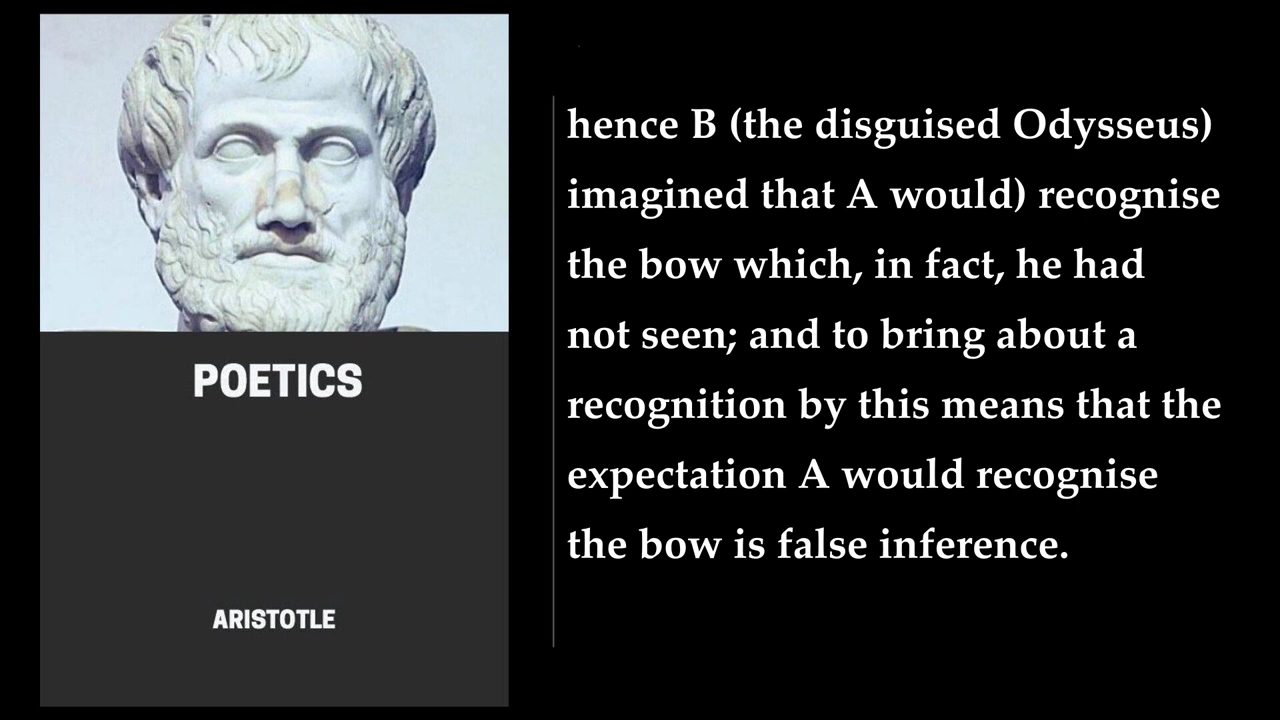 POETICS
ARISTOTLE
hence B (the disguised Odysseus)
imagined that A would) recognise
the bow which, in fact, he had
not seen; and to bring about a
recognition by this means that the
expectation A would recognise
the bow is false inference.